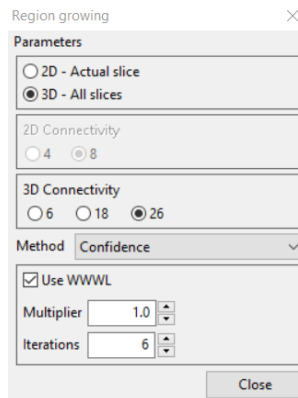 Region growing
Parameters
2D - Actual slice
3D - All slices
2D Connectivity
4 8
3D Connectivity
6 18 26
Method Confidence
Use WWWL
Multiplier 1.0
Iterations 6
Close